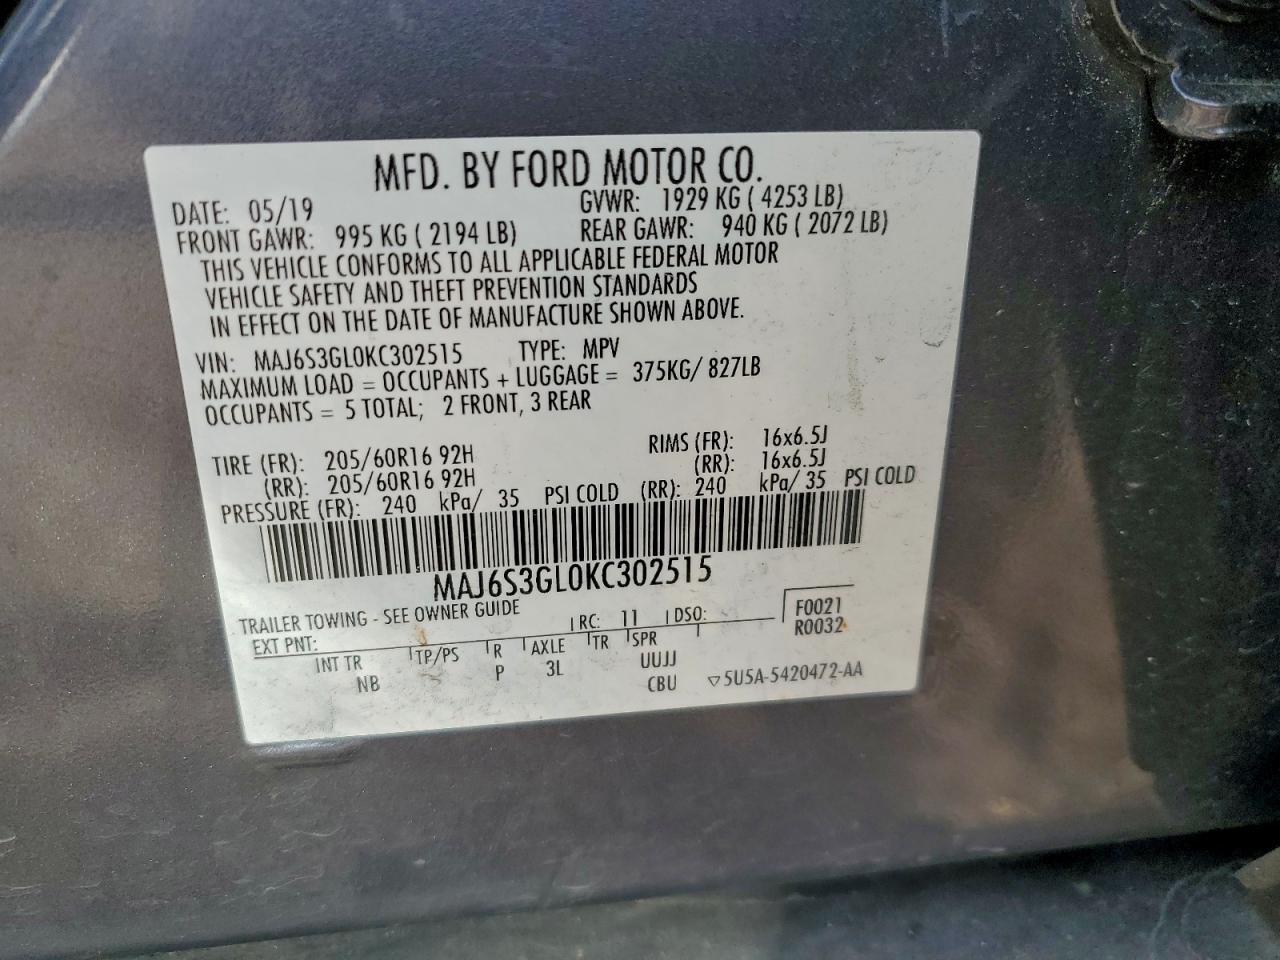 MFD. BY FORD MOTOR CO.
DATE: 05/19 GVWR: 1929 KG ( 4253 LB)
FRONT GAWR: 995 KG ( 2194 LB) REAR GAWR: 940 KG ( 2072 LB)
THIS VEHICLE CONFORMS TO ALL APPLICABLE FEDERAL MOTOR
VEHICLE SAFETY AND THEFT PREVENTION STANDARDS
IN EFFECT ON THE DATE OF MANUFACTURE SHOWN ABOVE.
VIN: MAJ6S3GL0KC302515 TYPE: MPV
MAXIMUM LOAD = OCCUPANTS + LUGGAGE = 375KG/ 827LB
OCCUPANTS = 5 TOTAL; 2 FRONT, 3 REAR
TIRE (FR): 205/60R16 92H RIMS (FR): 16x6.5J
(RR): 205/60R16 92H (RR): 16x6.5J
PRESSURE (FR): 240 kPa/ 35 PSI COLD (RR): 240 kPa/ 35 PSI COLD
MAJ6S3GL0KC302515
TRAILER TOWING - SEE OWNER GUIDE
EXT PNT: RC: 11 DSO: F0021
R0032
INT TR TP/PS R AXLE TR SPR
NB P 3L UUJJ
CBU ▽5U5A-5420472-AA